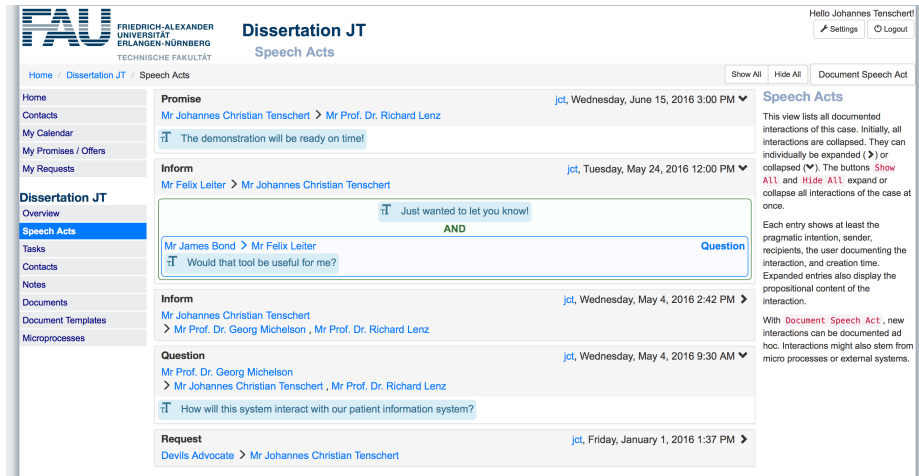 Hello Johannes Tenschert!
FAU
FRIEDRICH-ALEXANDER
UNIVERSITÄT
ERLANGEN-NÜRNBERG
TECHNISCHE FAKULTÄT
Dissertation JT
Speech Acts
Settings
Logout
Home / Dissertation JT / Speech Acts
Show All
Hide All
Document Speech Act
Home
Contacts
My Calendar
My Promises / Offers
My Requests
Dissertation JT
Overview
Speech Acts
Tasks
Contacts
Notes
Documents
Document Templates
Microprocesses
Promise
jct, Wednesday, June 15, 2016 3:00 PM
Mr Johannes Christian Tenschert > Mr Prof. Dr. Richard Lenz
The demonstration will be ready on time!
Inform
jct, Tuesday, May 24, 2016 12:00 PM
Mr Felix Leiter > Mr Johannes Christian Tenschert
Just wanted to let you know!
AND
Mr James Bond > Mr Felix Leiter
Question
Would that tool be useful for me?
Inform
jct, Wednesday, May 4, 2016 2:42 PM >
Mr Johannes Christian Tenschert
> Mr Prof. Dr. Georg Michelson , Mr Prof. Dr. Richard Lenz
Question
jct, Wednesday, May 4, 2016 9:30 AM
Mr Prof. Dr. Georg Michelson
> Mr Johannes Christian Tenschert , Mr Prof. Dr. Richard Lenz
How will this system interact with our patient information system?
Request
jct, Friday, January 1, 2016 1:37 PM >
Devils Advocate > Mr Johannes Christian Tenschert
Speech Acts
This view lists all documented
interactions of this case. Initially, all
interactions are collapsed. They can
individually be expanded ( > ) or
collapsed ( ). The buttons Show
All and Hide All expand or
collapse all interactions of the case at
once.
Each entry shows at least the
pragmatic intention, sender,
recipients, the user documenting the
interaction, and creation time.
Expanded entries also display the
propositional content of the
interaction.
With Document Speech Act , new
interactions can be documented ad
hoc. Interactions might also stem from
micro processes or external systems.